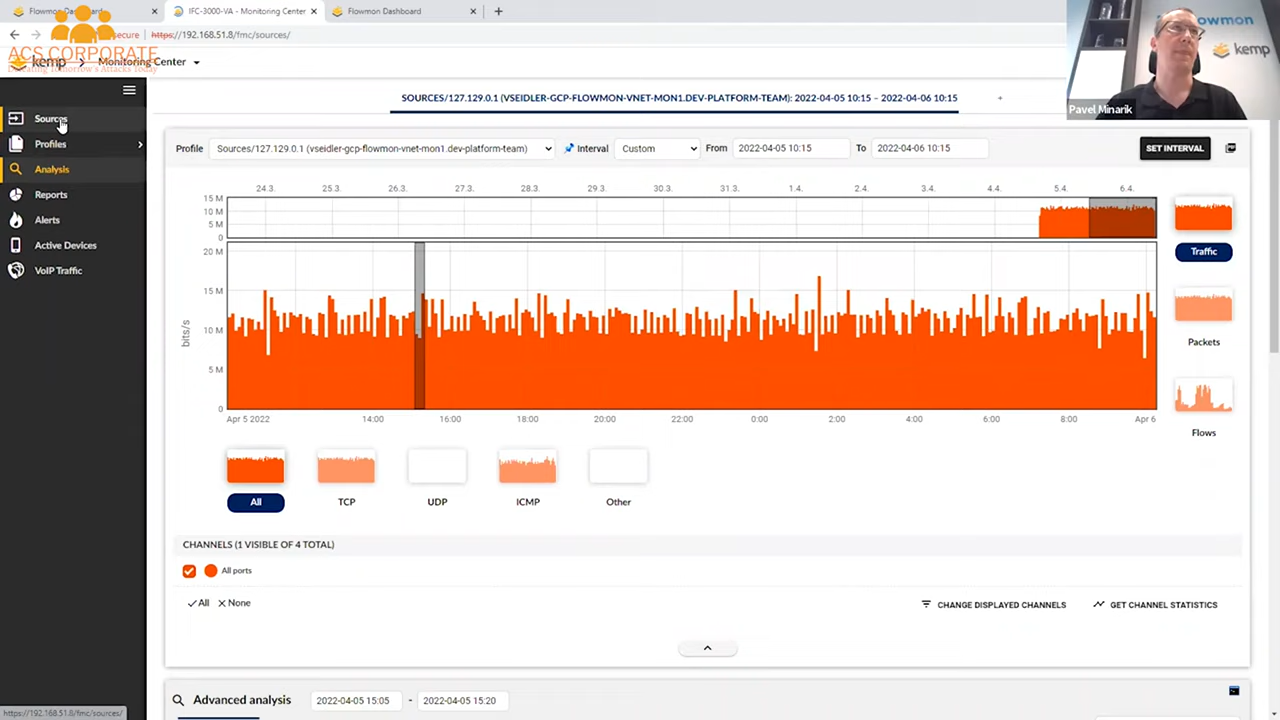 Flowmon Dashboard
IFC-3000-VA - Monitoring Center
Flowmon Dashboard
secure https://192.168.51.8/fmc/sources/
ACS CORPORATE
Defeating Tomorrow's Attacks Today
kemp
Monitoring Center
flowmon
kemp
Pavel Minarik
Sources
Profiles
Analysis
Reports
Alerts
Active Devices
VoIP Traffic
SOURCES/127.129.0.1 (VSEIDLER-GCP-FLOWMON-VNET-MON1.DEV-PLATFORM-TEAM): 2022-04-05 10:15 – 2022-04-06 10:15
+
Profile Sources/127.129.0.1 (vseidler-gcp-flowmon-vnet-mon1.dev-platform-team) Interval Custom From 2022-04-05 10:15 To 2022-04-06 10:15 SET INTERVAL
24.3. 25.3. 26.3. 27.3. 28.3. 29.3. 30.3. 31.3. 1.4. 2.4. 3.4. 4.4. 5.4. 6.4.
15 M
10 M
5 M
0
20 M
15 M
10 M
5 M
0
bits/s
Apr 5 2022 14:00 16:00 18:00 20:00 22:00 0:00 2:00 4:00 6:00 8:00 Apr 6
Traffic
Packets
Flows
All TCP UDP ICMP Other
CHANNELS (1 VISIBLE OF 4 TOTAL)
All ports
All None
CHANGE DISPLAYED CHANNELS GET CHANNEL STATISTICS
Advanced analysis 2022-04-05 15:05 - 2022-04-05 15:20
https://192.168.51.8/fmc/sources/